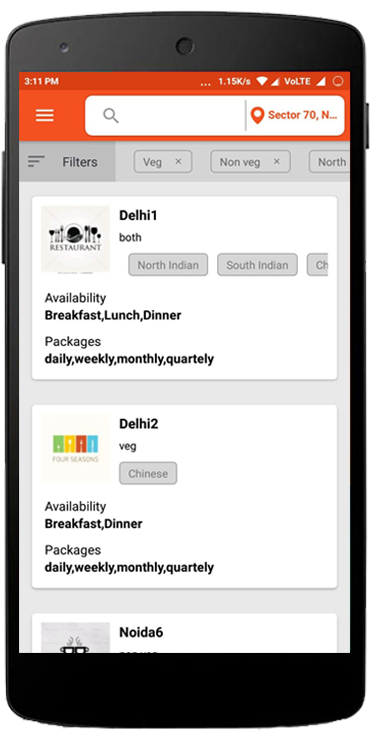 3:11 PM
... 1.15K/s VoLTE
Sector 70, N...
Filters
Veg ×
Non veg ×
North
RESTAURANT
Delhi1
both
North Indian
South Indian
Ch
Availability
Breakfast,Lunch,Dinner
Packages
daily,weekly,monthly,quartely
FOUR SEASONS
Delhi2
veg
Chinese
Availability
Breakfast,Dinner
Packages
daily,weekly,monthly,quartely
Noida6